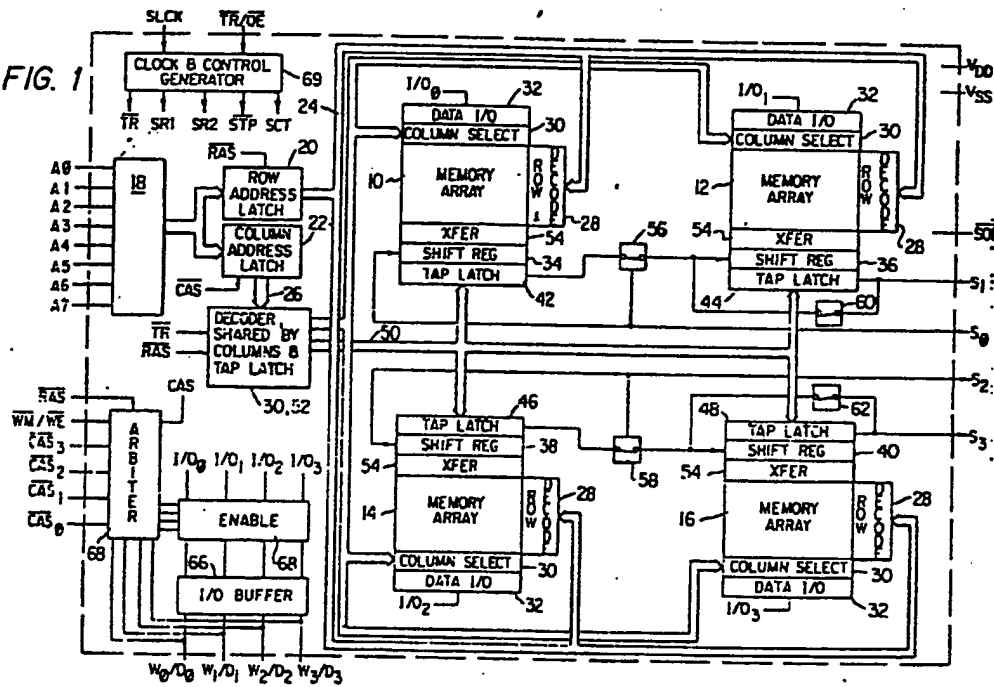 FIG. 1
SLCK
TR/OE
CLOCK & CONTROL
GENERATOR
69
TR SR1 SR2 STP SCT
24
A0
A1
A2
A3
A4
A5
A6
A7
18
RAS
20
ROW
ADDRESS
LATCH
22
COLUMN
ADDRESS
LATCH
CAS
26
TR
RAS
DECODER
SHARED BY
COLUMNS &
TAP LATCH
30,52
50
RAS
CAS
WM/WE
CAS3
CAS2
CAS1
CAS0
ARBITER
68
I/O0 I/O1 I/O2 I/O3
ENABLE
66
68
I/O BUFFER
W0/D0 W1/D1 W2/D2 W3/D3
I/O0
32
DATA I/O
30
COLUMN SELECT
10
MEMORY
ARRAY
ROW
DECODE
28
XFER
54
SHIFT REG
34
TAP LATCH
42
56
I/O1
32
DATA I/O
30
COLUMN SELECT
12
MEMORY
ARRAY
ROW
DECODE
28
54
XFER
SHIFT REG
36
44
TAP LATCH
60
VDD
VSS
S1
S0
S2
S3
46
TAP LATCH
SHIFT REG
38
54
XFER
58
14
MEMORY
ARRAY
ROW
DECODE
28
COLUMN SELECT
30
DATA I/O
I/O2
32
62
48
TAP LATCH
SHIFT REG
40
54
XFER
16
MEMORY
ARRAY
ROW
DECODE
28
COLUMN SELECT
30
DATA I/O
I/O3
32